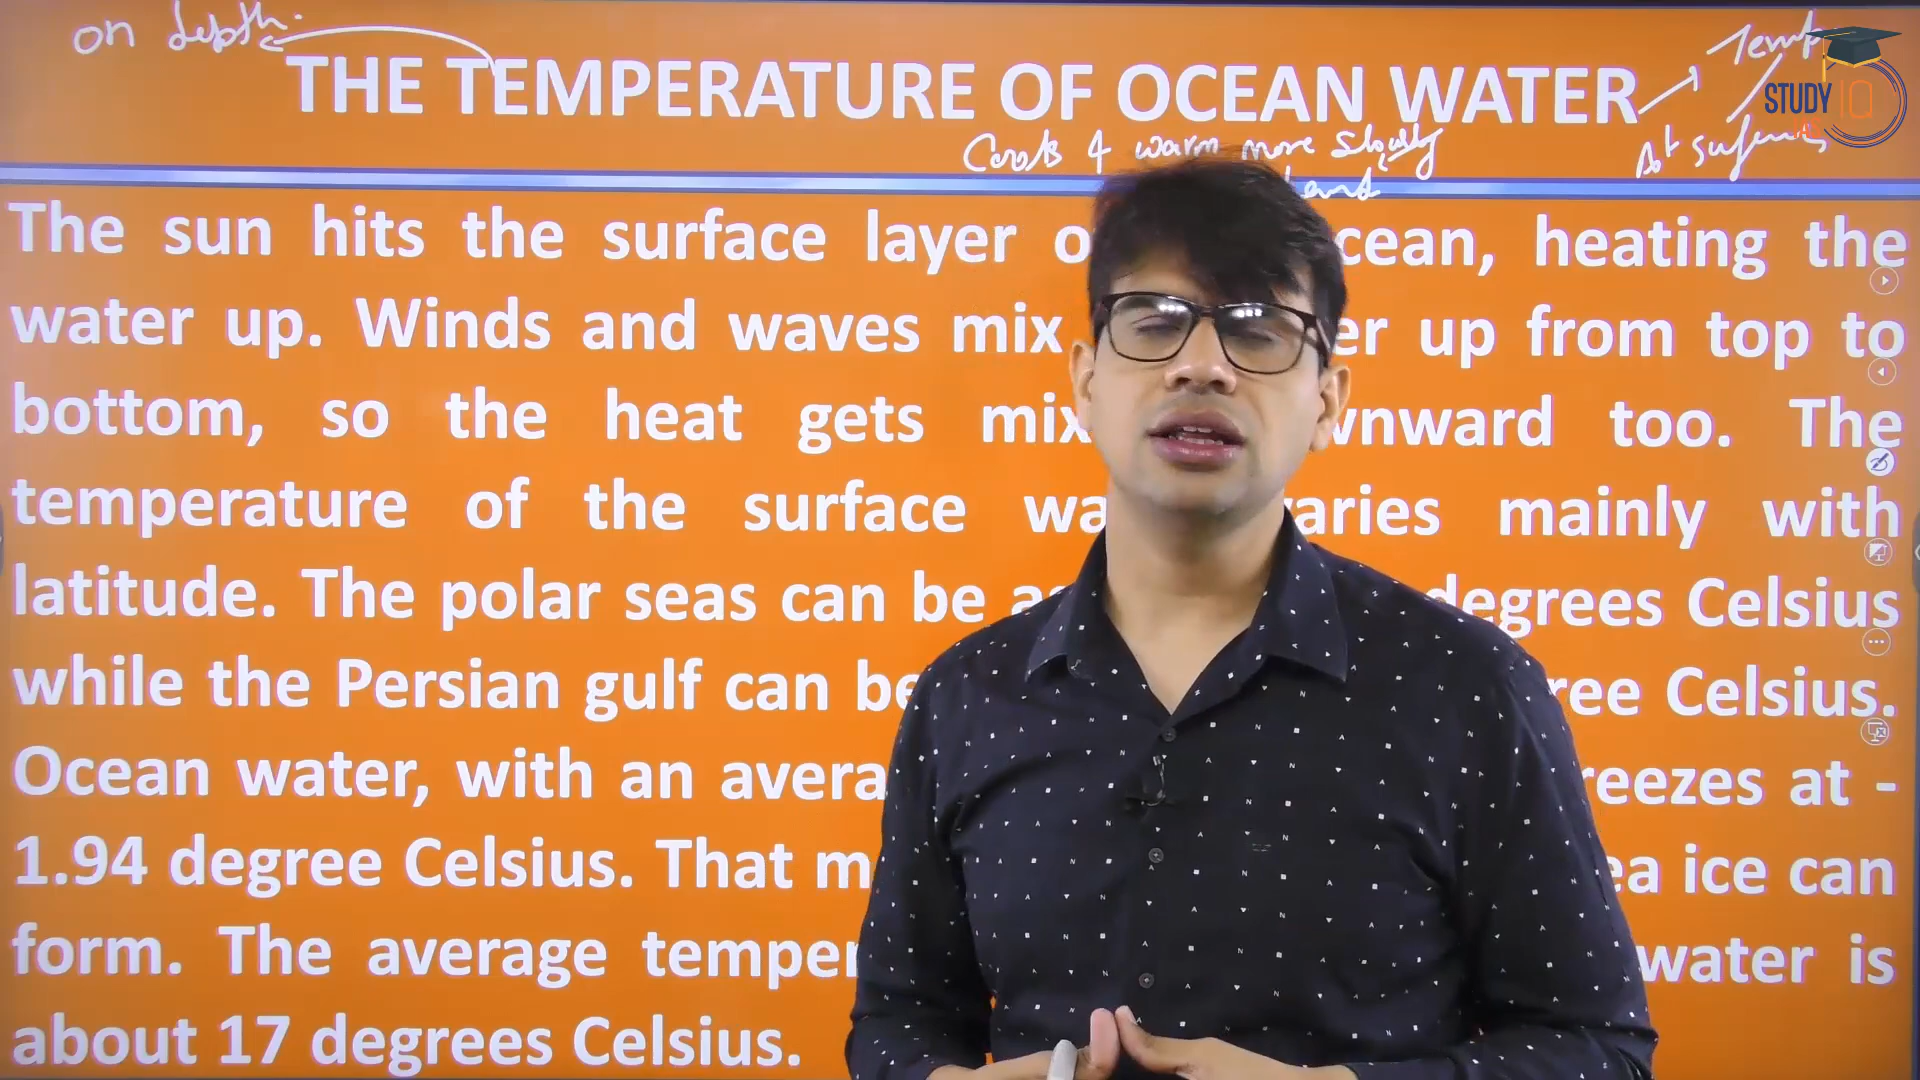 on depth.
Temp
THE TEMPERATURE OF OCEAN WATER
STUDY IQ
At surface
Cools & warm more slowly
The sun hits the surface layer o cean, heating the
water up. Winds and waves mix er up from top to
bottom, so the heat gets mix wnward too. The
temperature of the surface wa aries mainly with
latitude. The polar seas can be as degrees Celsius
while the Persian gulf can be ree Celsius.
Ocean water, with an avera reezes at -
1.94 degree Celsius. That m ea ice can
form. The average temper water is
about 17 degrees Celsius.